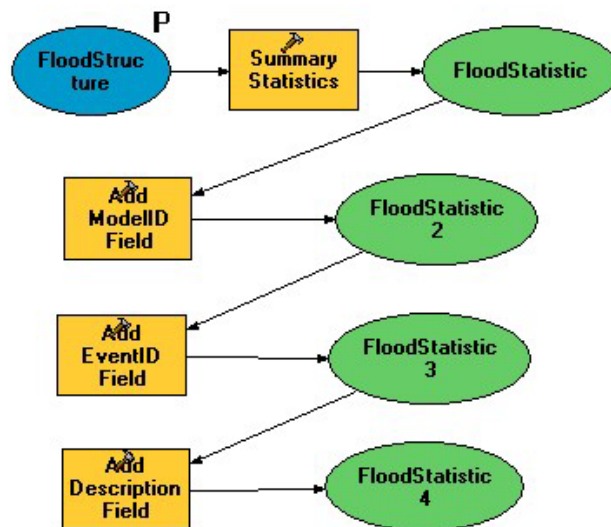 P
FloodStruc
ture
Summary
Statistics
FloodStatistic
Add
ModelID
Field
FloodStatistic
2
Add
EventID
Field
FloodStatistic
3
Add
Description
Field
FloodStatistic
4